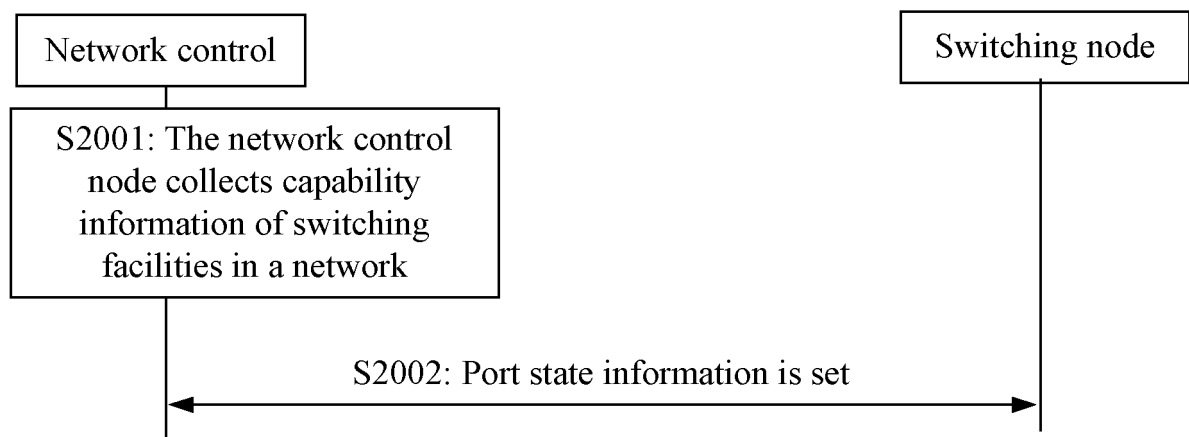 Network control
Switching node
S2001: The network control
node collects capability
information of switching
facilities in a network
S2002: Port state information is set